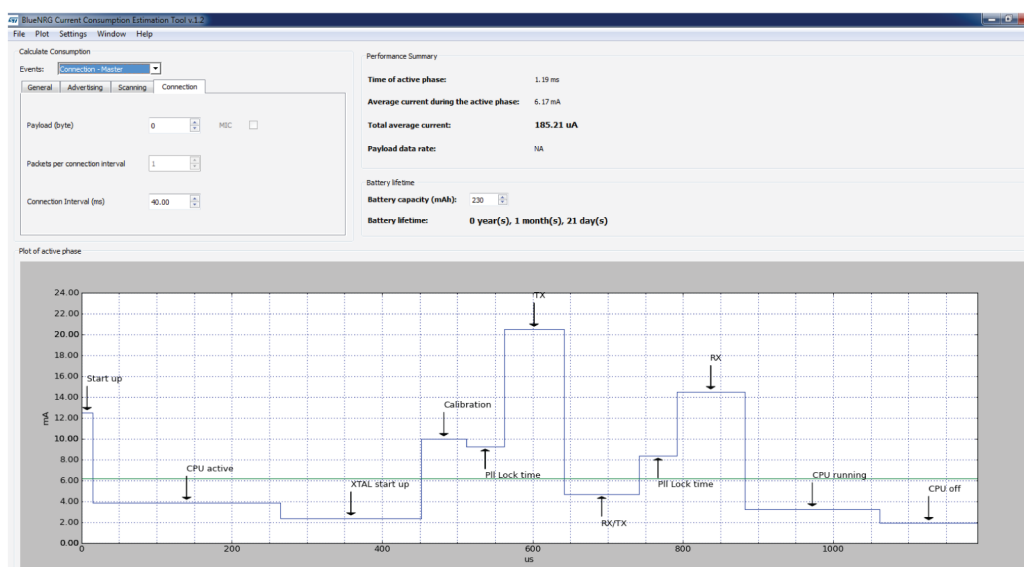 BlueNRG Current Consumption Estimation Tool v.1.2
File Plot Settings Window Help
Calculate Consumption
Events: Connection - Master
General Advertising Scanning Connection
Payload (byte) 0 MIC
Packets per connection interval 1
Connection Interval (ms) 40.00
Performance Summary
Time of active phase: 1.19 ms
Average current during the active phase: 6.17 mA
Total average current: 185.21 uA
Payload data rate: NA
Battery lifetime
Battery capacity (mAh): 230
Battery lifetime: 0 year(s), 1 month(s), 21 day(s)
Plot of active phase
24.00
22.00
20.00
18.00
16.00
14.00
12.00
10.00
8.00
6.00
4.00
2.00
0.00
mA
Start up
CPU active
XTAL start up
Calibration
Pll Lock time
TX
RX/TX
Pll Lock time
RX
CPU running
CPU off
0 200 400 600 800 1000
us